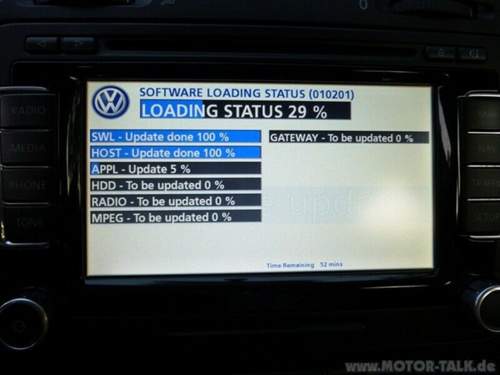 SOFTWARE LOADING STATUS (010201)
LOADING STATUS 29 %
SWL - Update done 100 %
HOST - Update done 100 %
APPL - Update 5 %
HDD - To be updated 0 %
RADIO - To be updated 0 %
MPEG - To be updated 0 %
GATEWAY - To be updated 0 %
Time Remaining 52 mins
RADIO
MEDIA
PHONE
TONE
www.MOTOR-TALK.de